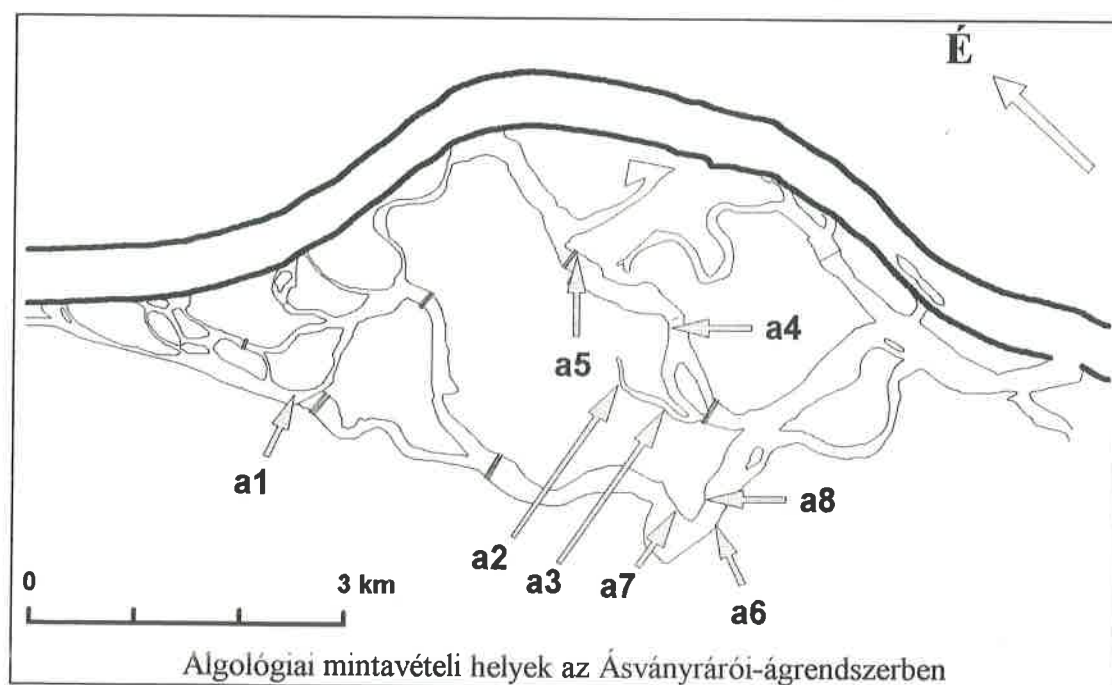 É
a5
a4
a1
a2
a3
a7
a8
a6
0
3 km
Algológiai mintavételi helyek az Ásványrárói-ágrendszerben